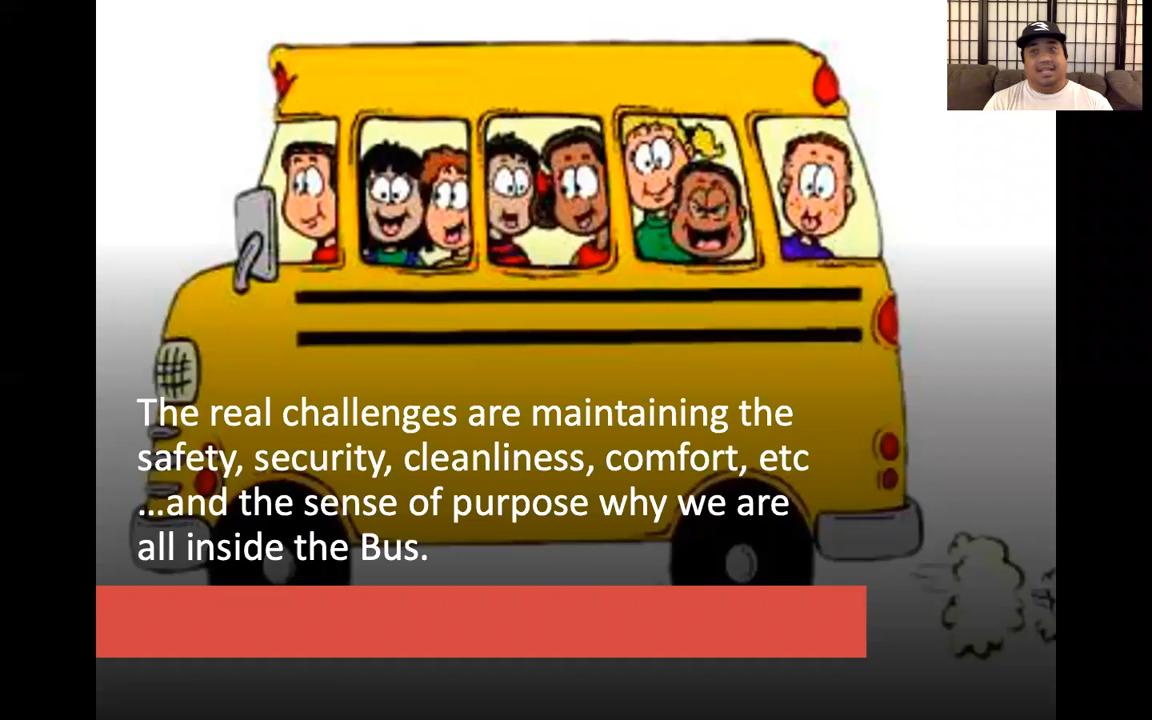 The real challenges are maintaining the
safety, security, cleanliness, comfort, etc
...and the sense of purpose why we are
all inside the Bus.